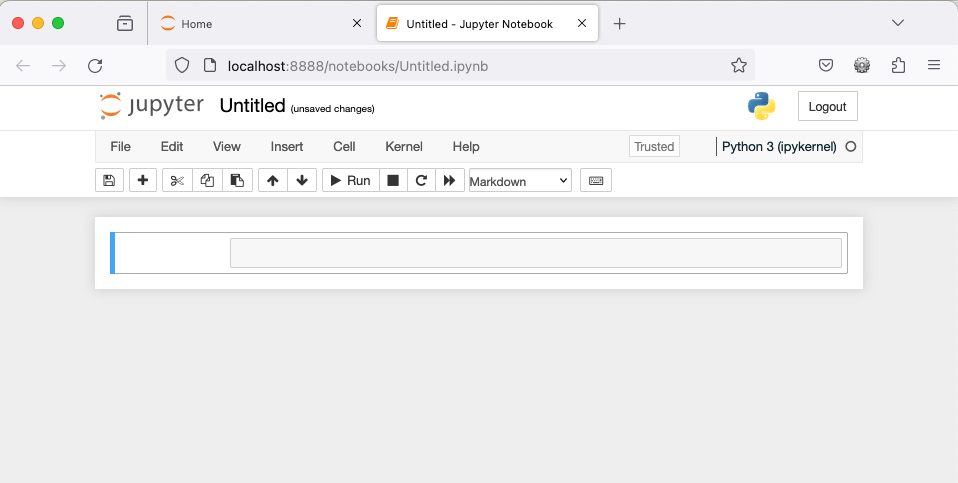 Home
Untitled - Jupyter Notebook
localhost:8888/notebooks/Untitled.ipynb
jupyter Untitled (unsaved changes)
Logout
File Edit View Insert Cell Kernel Help
Trusted
Python 3 (ipykernel)
Run
Markdown